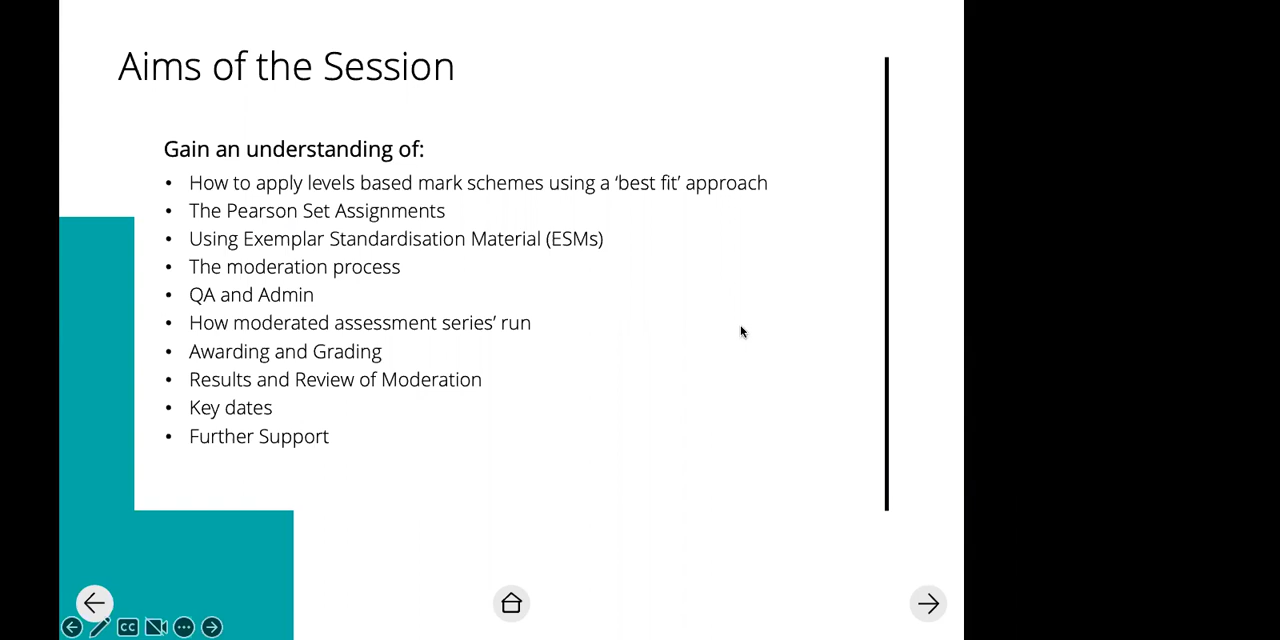 Aims of the Session
Gain an understanding of:
• How to apply levels based mark schemes using a ‘best fit’ approach
• The Pearson Set Assignments
• Using Exemplar Standardisation Material (ESMs)
• The moderation process
• QA and Admin
• How moderated assessment series’ run
• Awarding and Grading
• Results and Review of Moderation
• Key dates
• Further Support
CC